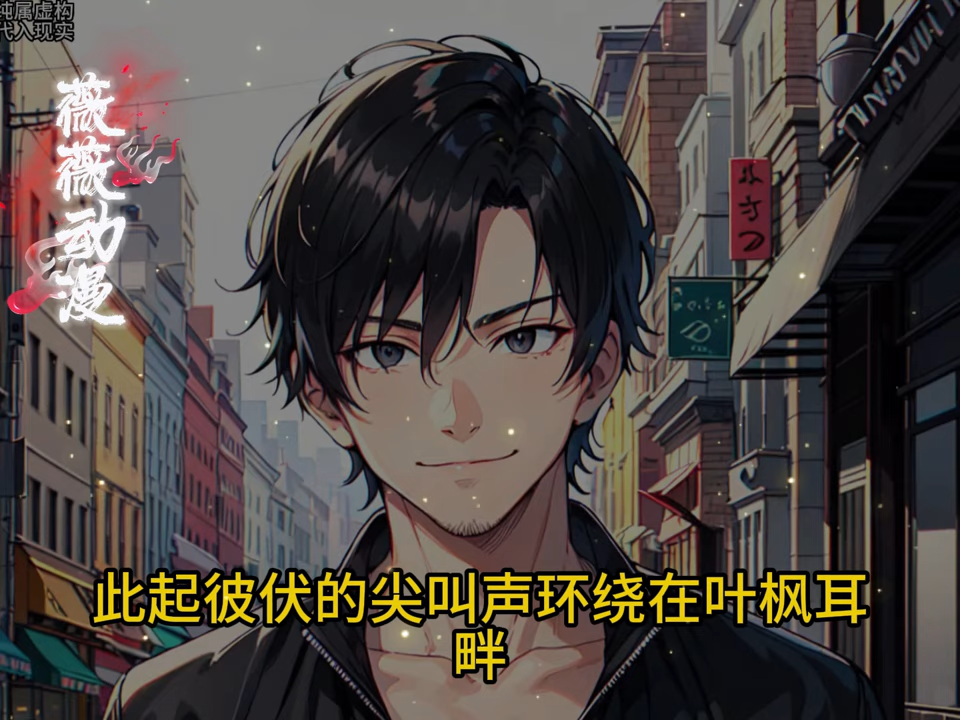 纯属虚构
代入现实
薇薇动漫
此起彼伏的尖叫声环绕在叶枫耳
畔